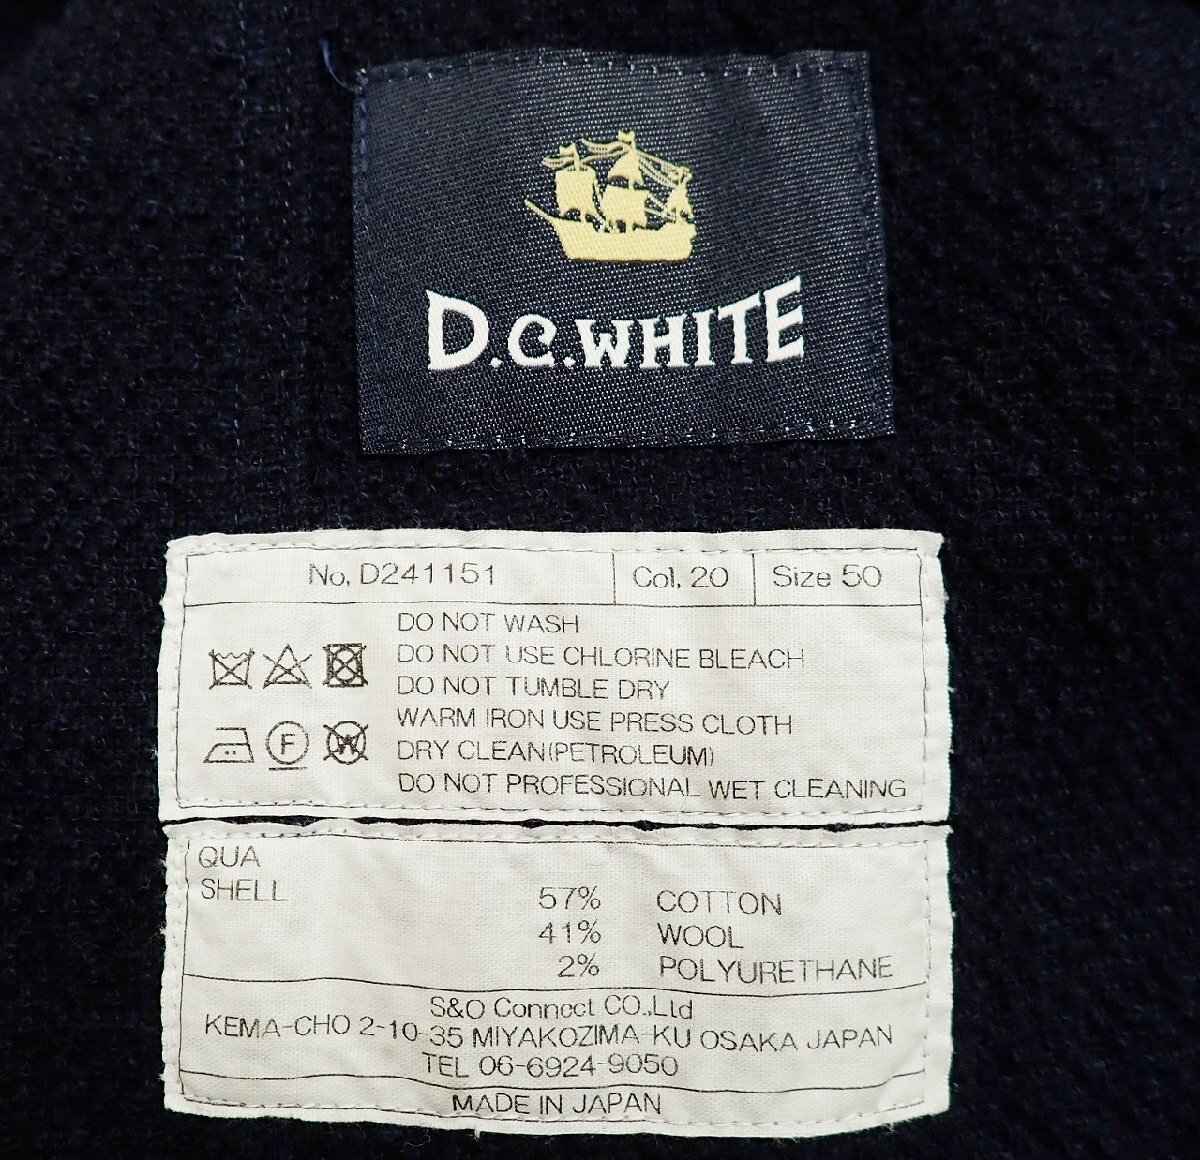 D.C.WHITE
No, D241151 Col, 20 Size 50
DO NOT WASH
DO NOT USE CHLORINE BLEACH
DO NOT TUMBLE DRY
WARM IRON USE PRESS CLOTH
F W DRY CLEAN(PETROLEUM)
DO NOT PROFESSIONAL WET CLEANING
QUA
SHELL 57% COTTON
41% WOOL
2% POLYURETHANE
S&O Connect CO.,Ltd
KEMA-CHO 2-10-35 MIYAKOZIMA-KU OSAKA JAPAN
TEL 06-6924-9050
MADE IN JAPAN